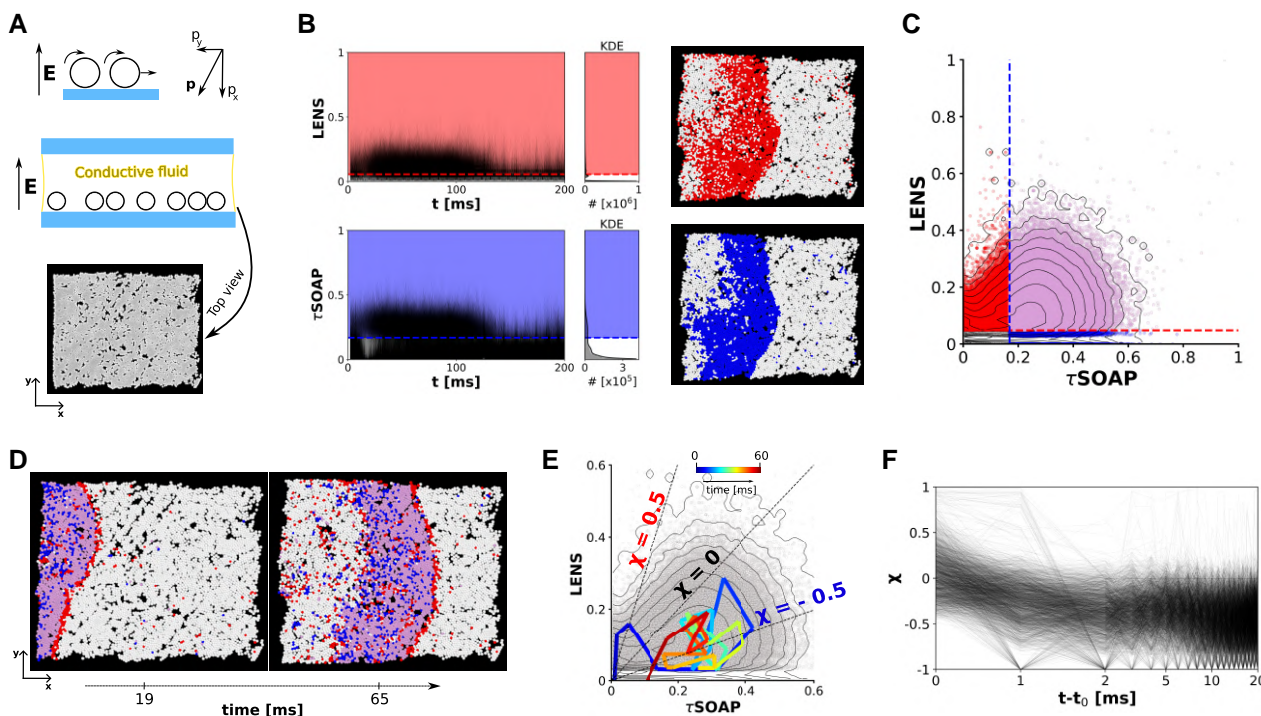 A
E
p_y
p
p_x
E
Conductive fluid
Top view
y
x
B
LENS
1
0.5
0
0
100
200
t [ms]
KDE
0
1
# [x10^6]
τSOAP
1
0.5
0
0
100
200
t [ms]
KDE
0
3
# [x10^5]
C
LENS
1
0.8
0.6
0.4
0.2
0
0
0.2
0.4
0.6
0.8
1
τSOAP
D
y
x
19
65
time [ms]
E
LENS
0.6
0.4
0.2
0
0
60
time [ms]
χ = 0.5
χ = 0
χ = - 0.5
0
0.2
0.4
0.6
τSOAP
F
χ
1
0.5
0
-0.5
-1
0
1
2
5
10
20
t-t_0 [ms]